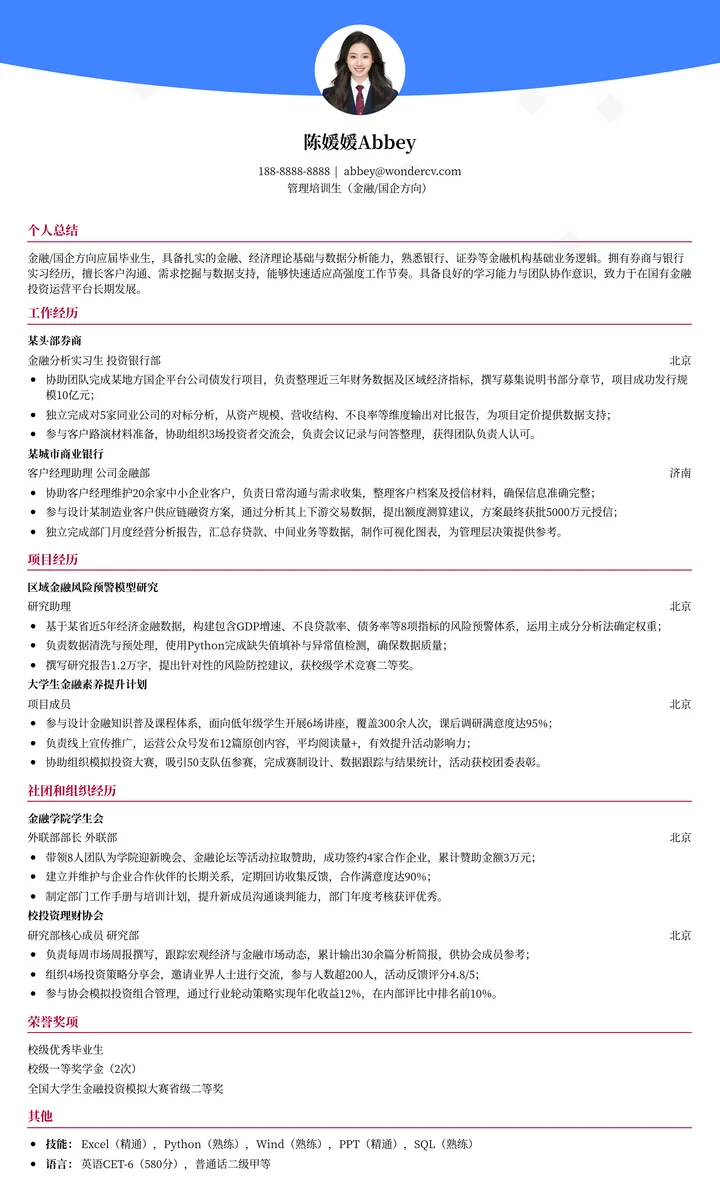 陈媛媛Abbey
188-8888-8888 | abbey@wondercv.com
管理培训生（金融/国企方向）
个人总结
金融/国企方向应届毕业生，具备扎实的金融、经济理论基础与数据分析能力，熟悉银行、证券等金融机构基础业务逻辑。拥有券商与银行
实习经历，擅长客户沟通、需求挖掘与数据支持，能够快速适应高强度工作节奏。具备良好的学习能力与团队协作意识，致力于在国有金融
投资运营平台长期发展。
工作经历
某头部券商
金融分析实习生 投资银行部 北京
• 协助团队完成某地方国企平台公司债发行项目，负责整理近三年财务数据及区域经济指标，撰写募集说明书部分章节，项目成功发行规
模10亿元；
• 独立完成对5家同业公司的对标分析，从资产规模、营收结构、不良率等维度输出对比报告，为项目定价提供数据支持；
• 参与客户路演材料准备，协助组织3场投资者交流会，负责会议记录与问答整理，获得团队负责人认可。
某城市商业银行
客户经理助理 公司金融部 济南
• 协助客户经理维护20余家中小企业客户，负责日常沟通与需求收集，整理客户档案及授信材料，确保信息准确完整；
• 参与设计某制造业客户供应链融资方案，通过分析其上下游交易数据，提出额度测算建议，方案最终获批5000万元授信；
• 独立完成部门月度经营分析报告，汇总存贷款、中间业务等数据，制作可视化图表，为管理层决策提供参考。
项目经历
区域金融风险预警模型研究
研究助理 北京
• 基于某省近5年经济金融数据，构建包含GDP增速、不良贷款率、债务率等8项指标的风险预警体系，运用主成分分析法确定权重；
• 负责数据清洗与预处理，使用Python完成缺失值填补与异常值检测，确保数据质量；
• 撰写研究报告1.2万字，提出针对性的风险防控建议，获校级学术竞赛二等奖。
大学生金融素养提升计划
项目成员 北京
• 参与设计金融知识普及课程体系，面向低年级学生开展6场讲座，覆盖300余人次，课后调研满意度达95%；
• 负责线上宣传推广，运营公众号发布12篇原创内容，平均阅读量+，有效提升活动影响力；
• 协助组织模拟投资大赛，吸引50支队伍参赛，完成赛制设计、数据跟踪与结果统计，活动获校团委表彰。
社团和组织经历
金融学院学生会
外联部部长 外联部 北京
• 带领8人团队为学院迎新晚会、金融论坛等活动拉取赞助，成功签约4家合作企业，累计赞助金额3万元；
• 建立并维护与企业合作伙伴的长期关系，定期回访收集反馈，合作满意度达90%；
• 制定部门工作手册与培训计划，提升新成员沟通谈判能力，部门年度考核获评优秀。
校投资理财协会
研究部核心成员 研究部 北京
• 负责每周市场周报撰写，跟踪宏观经济与金融市场动态，累计输出30余篇分析简报，供协会成员参考；
• 组织4场投资策略分享会，邀请业界人士进行交流，参与人数超200人，活动反馈评分4.8/5；
• 参与协会模拟投资组合管理，通过行业轮动策略实现年化收益12%，在内部评比中排名前10%。
荣誉奖项
校级优秀毕业生
校级一等奖学金（2次）
全国大学生金融投资模拟大赛省级二等奖
其他
• 技能： Excel（精通），Python（熟练），Wind（熟练），PPT（精通），SQL（熟练）
• 语言： 英语CET-6（580分），普通话二级甲等